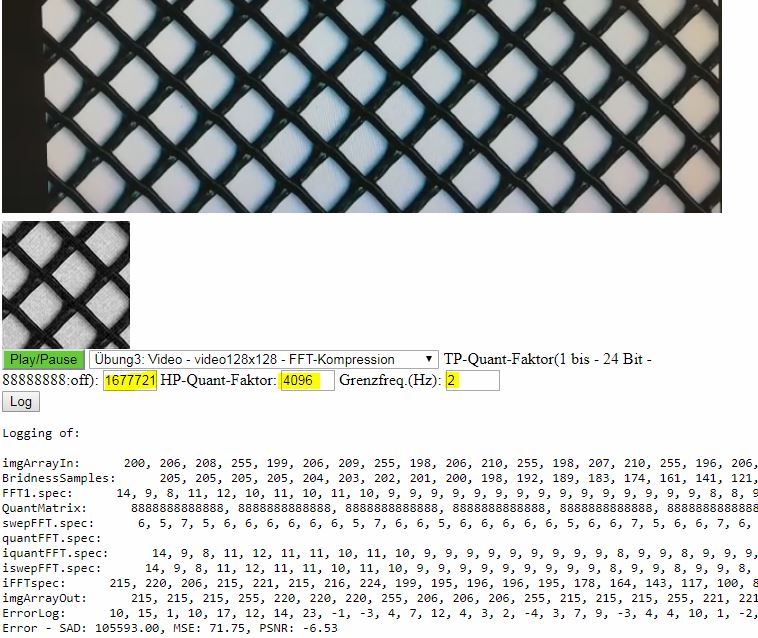 Play/Pause Übung3: Video - video128x128 - FFT-Kompression TP-Quant-Faktor(1 bis - 24 Bit -
88888888:off): 1677721 HP-Quant-Faktor: 4096 Grenzfreq.(Hz): 2
Log
Logging of:
imgArrayIn: 200, 206, 208, 255, 199, 206, 209, 255, 198, 206, 210, 255, 198, 207, 210, 255, 196, 206,
BridnessSamples: 205, 205, 205, 205, 204, 203, 202, 201, 200, 198, 192, 189, 183, 174, 161, 141, 121,
FFT1.spec: 14, 9, 8, 11, 12, 10, 11, 10, 11, 10, 9, 9, 9, 9, 9, 9, 9, 9, 9, 9, 9, 9, 9, 9, 9, 8, 8, 9
QuantMatrix: 8888888888888, 8888888888888, 8888888888888, 8888888888888, 8888888888888, 8888888888888
swepFFT.spec: 6, 5, 7, 5, 6, 6, 6, 6, 6, 6, 5, 7, 6, 6, 5, 6, 6, 6, 6, 6, 6, 5, 6, 6, 7, 5, 6, 6, 7, 6,
quantFFT.spec:
iquantFFT.spec: 14, 9, 8, 11, 12, 11, 11, 10, 11, 10, 9, 9, 9, 9, 9, 9, 9, 9, 9, 9, 8, 9, 9, 8, 9, 9, 9,
iswepFFT.spec: 14, 9, 8, 11, 12, 11, 11, 10, 11, 10, 9, 9, 9, 9, 9, 9, 9, 9, 9, 9, 8, 9, 9, 8, 9, 9, 8,
iFFTspec: 215, 220, 206, 215, 221, 215, 216, 224, 199, 195, 196, 196, 195, 178, 164, 143, 117, 100, 8
imgArrayOut: 215, 215, 215, 255, 220, 220, 220, 255, 206, 206, 206, 255, 215, 215, 215, 255, 221, 221
ErrorLog: 10, 15, 1, 10, 17, 12, 14, 23, -1, -3, 4, 7, 12, 4, 3, 2, -4, 3, 7, 9, -3, 4, 4, 10, 1, -2,
Error - SAD: 105593.00, MSE: 71.75, PSNR: -6.53